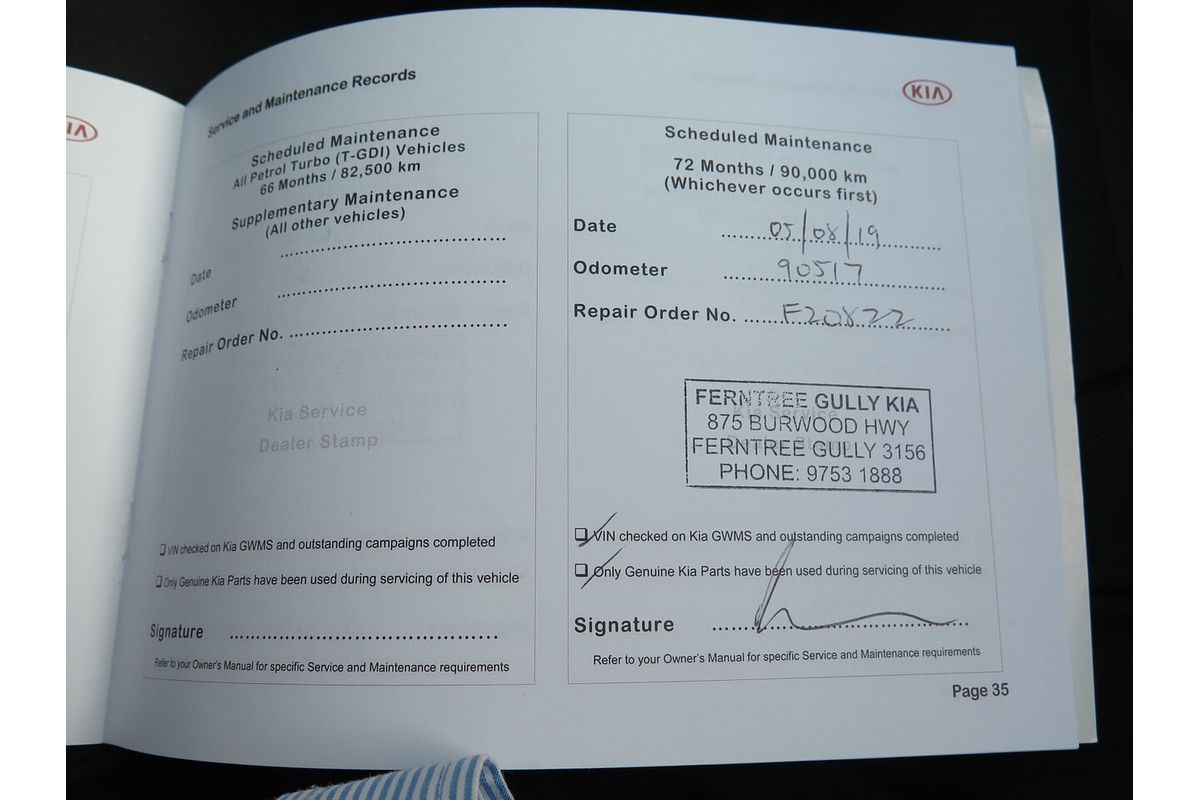 Service and Maintenance Records
KIA
Scheduled Maintenance
All Petrol Turbo (T-GDI) Vehicles
66 Months / 82,500 km
Supplementary Maintenance
(All other vehicles)
Date
Odometer
Repair Order No.
Kia Service
Dealer Stamp
VIN checked on Kia GWMS and outstanding campaigns completed
Only Genuine Kia Parts have been used during servicing of this vehicle
Signature
Refer to your Owner's Manual for specific Service and Maintenance requirements
Scheduled Maintenance
72 Months / 90,000 km
(Whichever occurs first)
Date 05/08/19
Odometer 90517
Repair Order No. F20822
Kia Service
FERNTREE GULLY KIA
875 BURWOOD HWY
FERNTREE GULLY 3156
PHONE: 9753 1888
VIN checked on Kia GWMS and outstanding campaigns completed
Only Genuine Kia Parts have been used during servicing of this vehicle
Signature
Refer to your Owner's Manual for specific Service and Maintenance requirements
Page 35